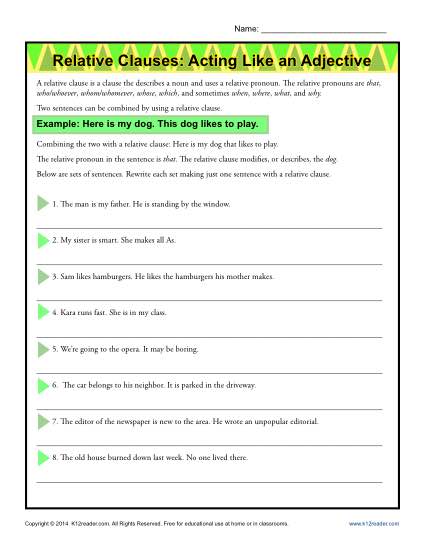 Name:
Relative Clauses: Acting Like an Adjective
A relative clause is a clause the describes a noun and uses a relative pronoun. The relative pronouns are that,
who/whoever, whom/whomever, whose, which, and sometimes when, where, what, and why.
Two sentences can be combined by using a relative clause.
Example: Here is my dog. This dog likes to play.
Combining the two with a relative clause: Here is my dog that likes to play.
The relative pronoun in the sentence is that. The relative clause modifies, or describes, the dog.
Below are sets of sentences. Rewrite each set making just one sentence with a relative clause.
1. The man is my father. He is standing by the window.
2. My sister is smart. She makes all As.
3. Sam likes hamburgers. He likes the hamburgers his mother makes.
4. Kara runs fast. She is in my class.
5. We're going to the opera. It may be boring.
6. The car belongs to his neighbor. It is parked in the driveway.
7. The editor of the newspaper is new to the area. He wrote an unpopular editorial.
8. The old house burned down last week. No one lived there.
Copyright © 2014 K12reader.com. All Rights Reserved. Free for educational use at home or in classrooms. www.k12reader.com